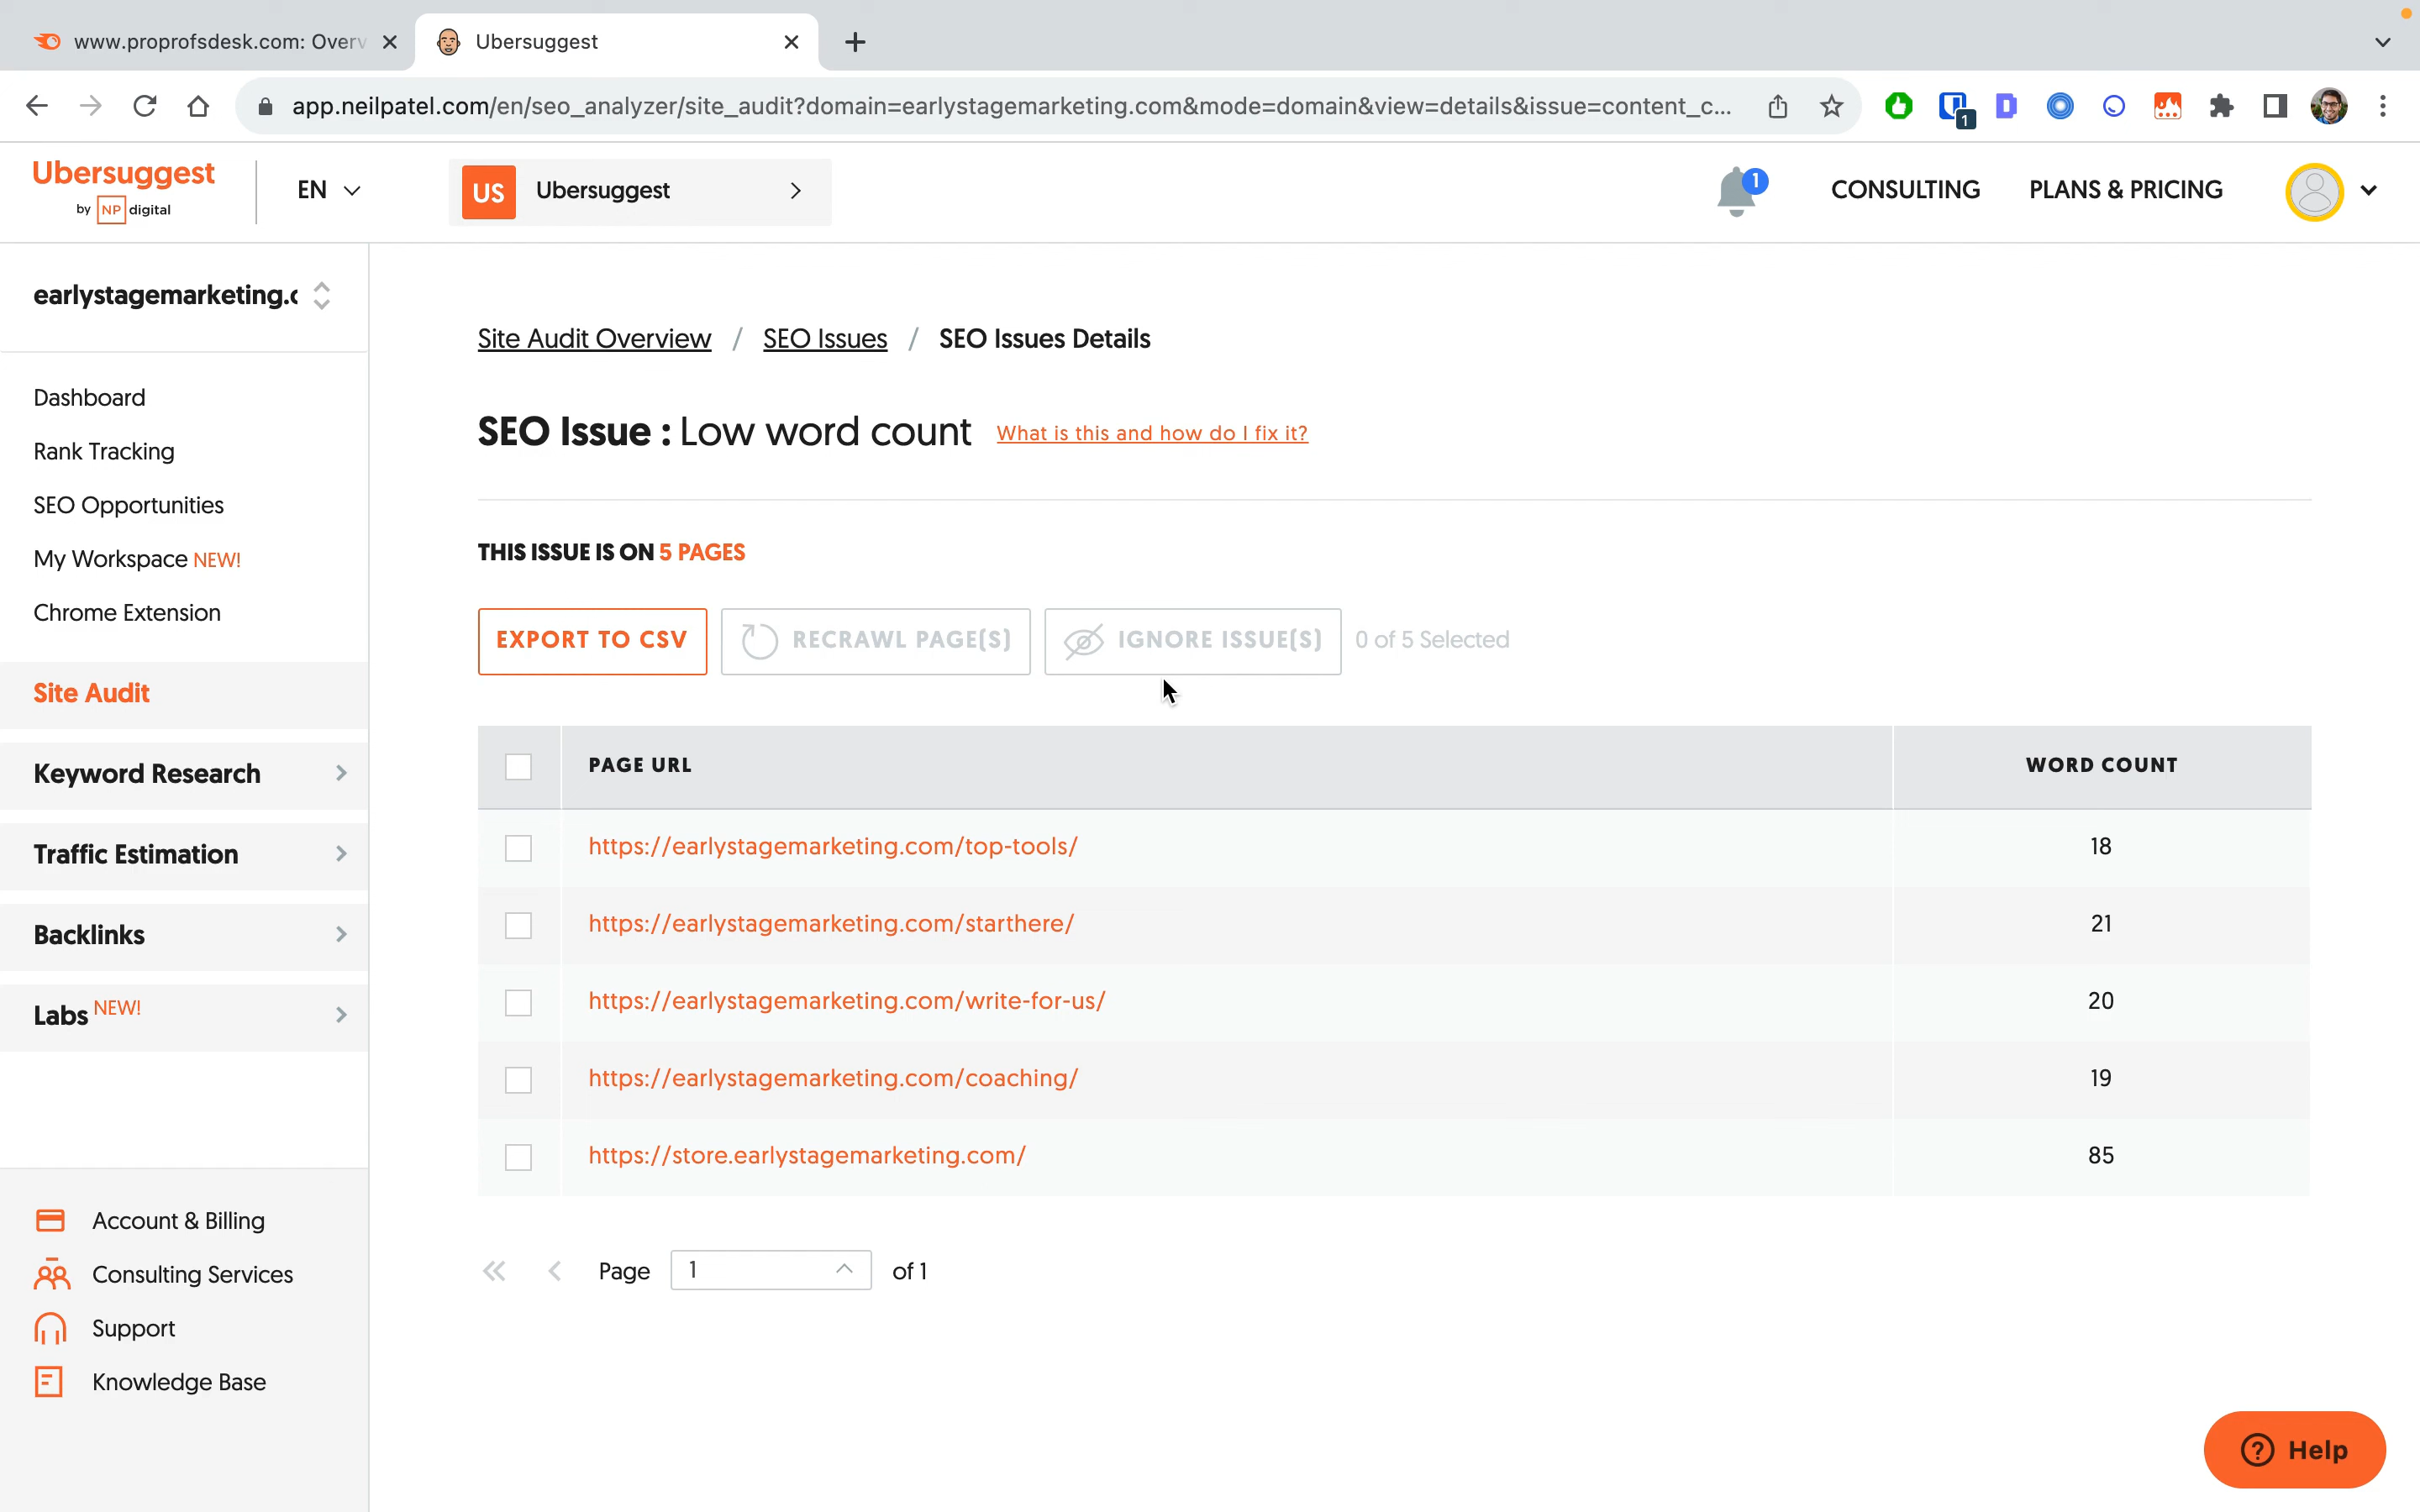 www.proprofsdesk.com: Overv
Ubersuggest
app.neilpatel.com/en/seo_analyzer/site_audit?domain=earlystagemarketing.com&mode=domain&view=details&issue=content_c...
1
Ubersuggest
by NP digital
EN
US Ubersuggest
1
CONSULTING
PLANS & PRICING
earlystagemarketing.c
Dashboard
Rank Tracking
SEO Opportunities
My Workspace NEW!
Chrome Extension
Site Audit
Keyword Research
Traffic Estimation
Backlinks
Labs NEW!
Account & Billing
Consulting Services
Support
Knowledge Base
Site Audit Overview / SEO Issues / SEO Issues Details
SEO Issue : Low word count What is this and how do I fix it?
THIS ISSUE IS ON 5 PAGES
EXPORT TO CSV RECRAWL PAGE(S) IGNORE ISSUE(S) 0 of 5 Selected
PAGE URL WORD COUNT
https://earlystagemarketing.com/top-tools/ 18
https://earlystagemarketing.com/starthere/ 21
https://earlystagemarketing.com/write-for-us/ 20
https://earlystagemarketing.com/coaching/ 19
https://store.earlystagemarketing.com/ 85
Page 1 of 1
Help